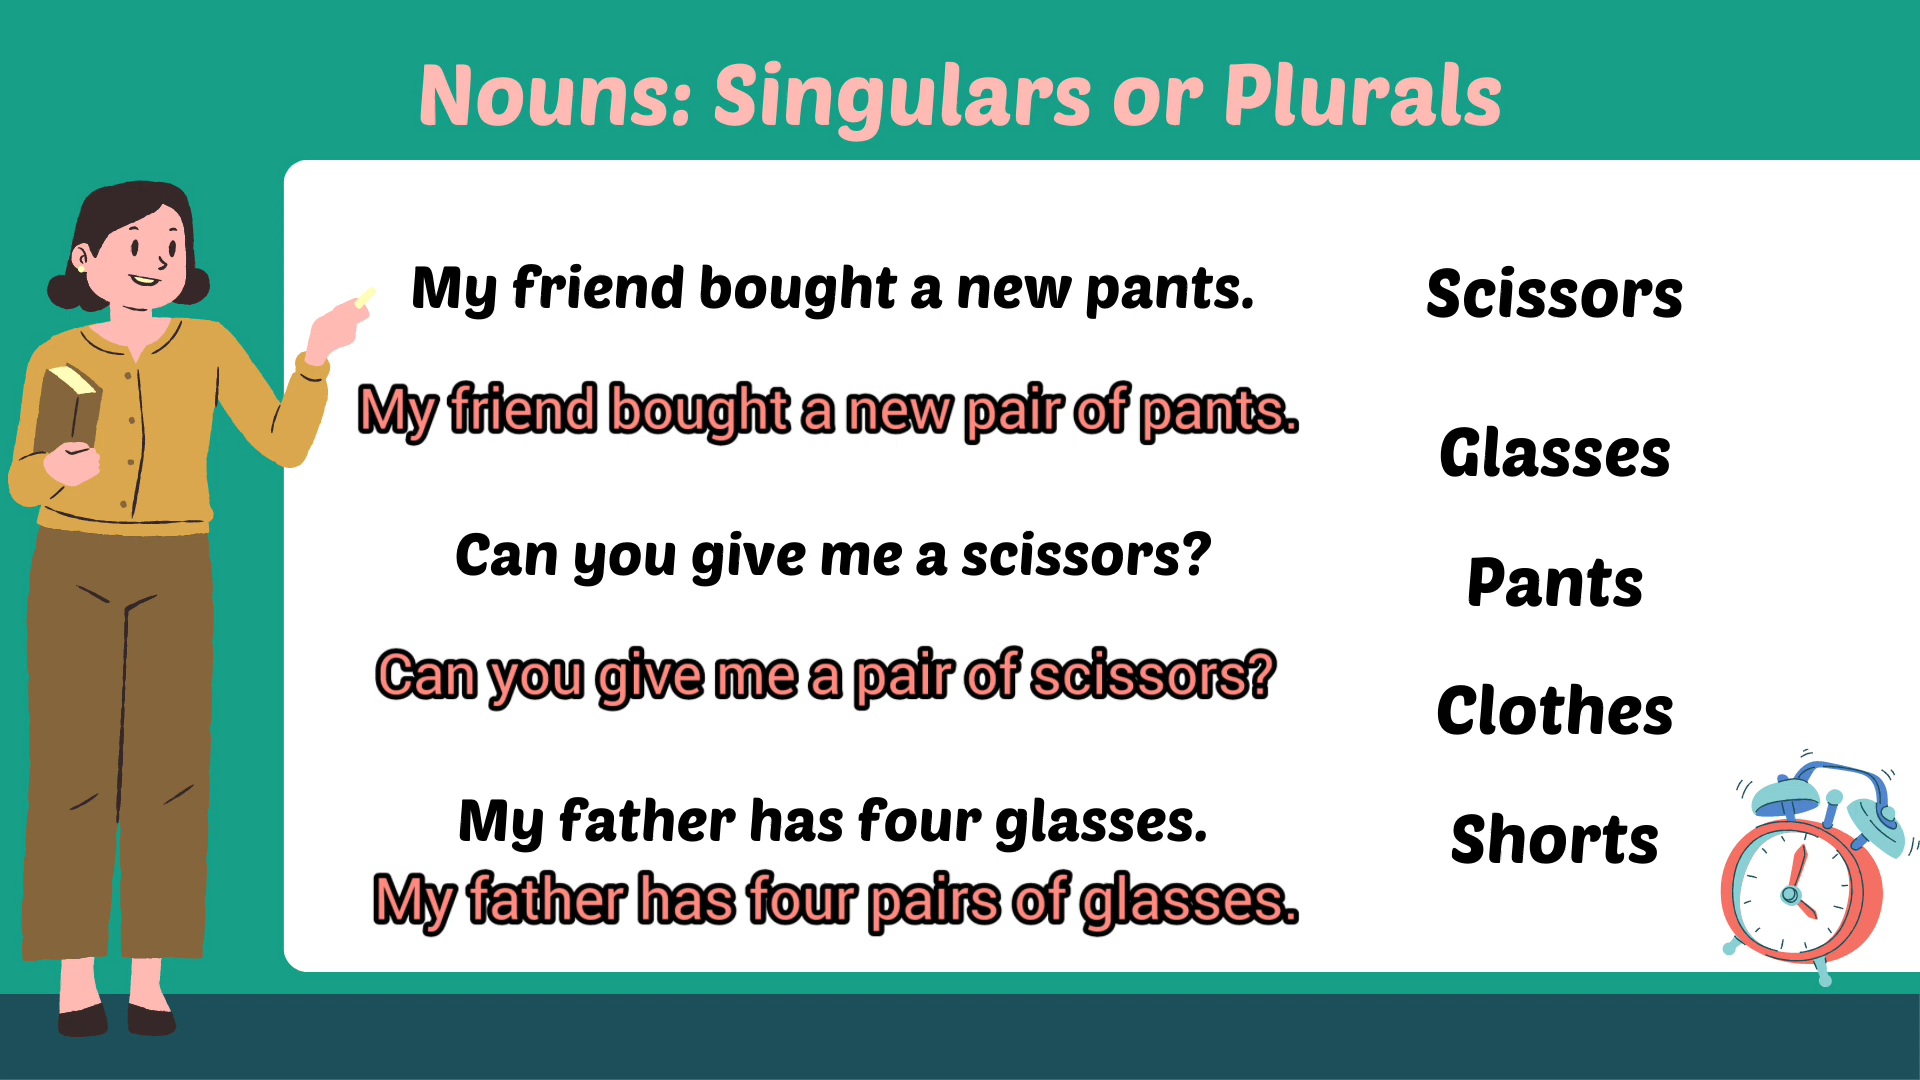 Nouns: Singulars or Plurals
My friend bought a new pants.
My friend bought a new pair of pants.
Can you give me a scissors?
Can you give me a pair of scissors?
My father has four glasses.
My father has four pairs of glasses.
Scissors
Glasses
Pants
Clothes
Shorts